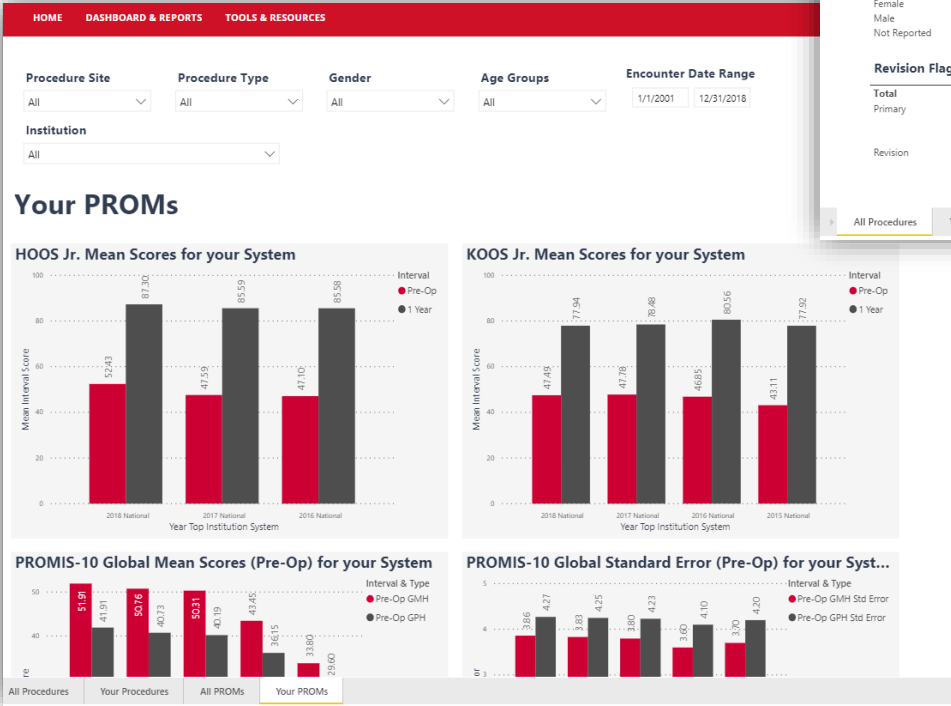 HOME DASHBOARD & REPORTS TOOLS & RESOURCES
Female
Male
Not Reported
Revision Flag
Total
Primary
Revision
All Procedures
Procedure Site Procedure Type Gender Age Groups Encounter Date Range
All All All All 1/1/2001 12/31/2018
Institution
All
Your PROMs
HOOS Jr. Mean Scores for your System
Interval
Pre-Op
1 Year
Mean Interval Score
100
80
60
40
20
0
52.43 87.30 47.59 85.59 47.10 85.58
2018 National 2017 National 2016 National
Year Top Institution System
KOOS Jr. Mean Scores for your System
Interval
Pre-Op
1 Year
Mean Interval Score
100
80
60
40
20
0
47.49 77.94 47.78 78.48 46.85 80.56 43.11 77.92
2018 National 2017 National 2016 National 2015 National
Year Top Institution System
PROMIS-10 Global Mean Scores (Pre-Op) for your System
Interval & Type
Pre-Op GMH
Pre-Op GPH
50
40
51.91 41.91 50.76 40.73 50.31 40.19 43.45 36.15 33.80 29.60
re
PROMIS-10 Global Standard Error (Pre-Op) for your Syst...
Interval & Type
Pre-Op GMH Std Error
Pre-Op GPH Std Error
5
4
3
3.86 4.27 3.83 4.25 3.80 4.23 3.60 4.10 3.70 4.20
or
All Procedures Your Procedures All PROMs Your PROMs